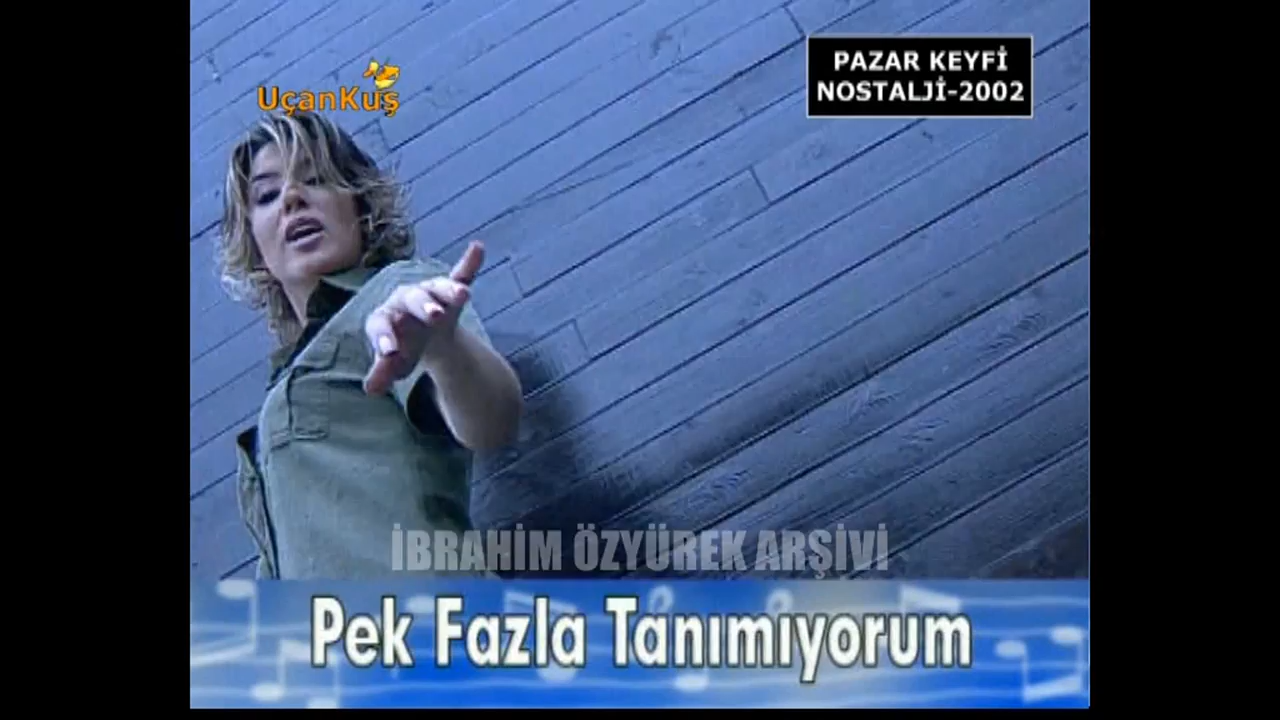 PAZAR KEYFİ
NOSTALJİ-2002
UçanKuş
İBRAHİM ÖZYÜREK ARŞİVİ
Pek Fazla Tanımıyorum